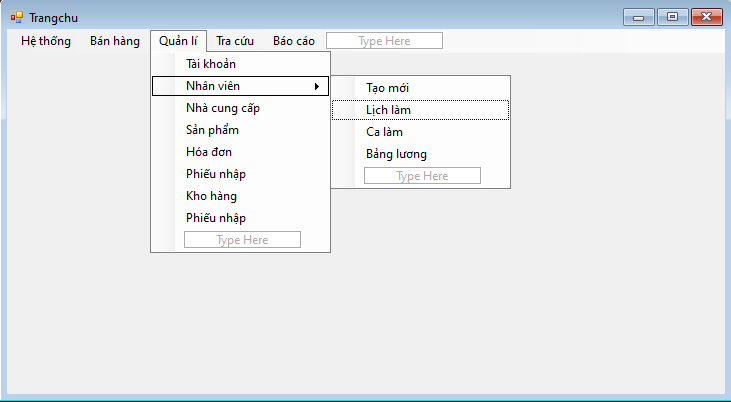 Trangchu
Hệ thống Bán hàng Quản lí Tra cứu Báo cáo Type Here
Tài khoản
Nhân viên
Nhà cung cấp
Sản phẩm
Hóa đơn
Phiếu nhập
Kho hàng
Phiếu nhập
Type Here
Tạo mới
Lịch làm
Ca làm
Bảng lương
Type Here